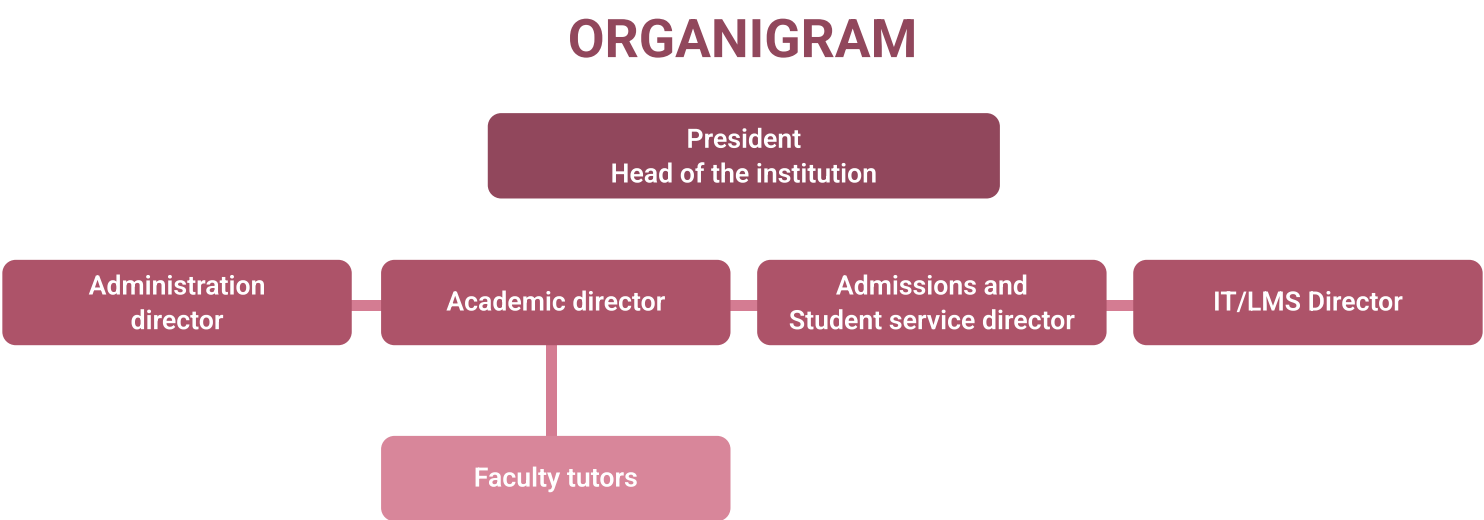 ORGANIGRAM
President
Head of the institution
Administration
director
Academic director
Admissions and
Student service director
IT/LMS Director
Faculty tutors